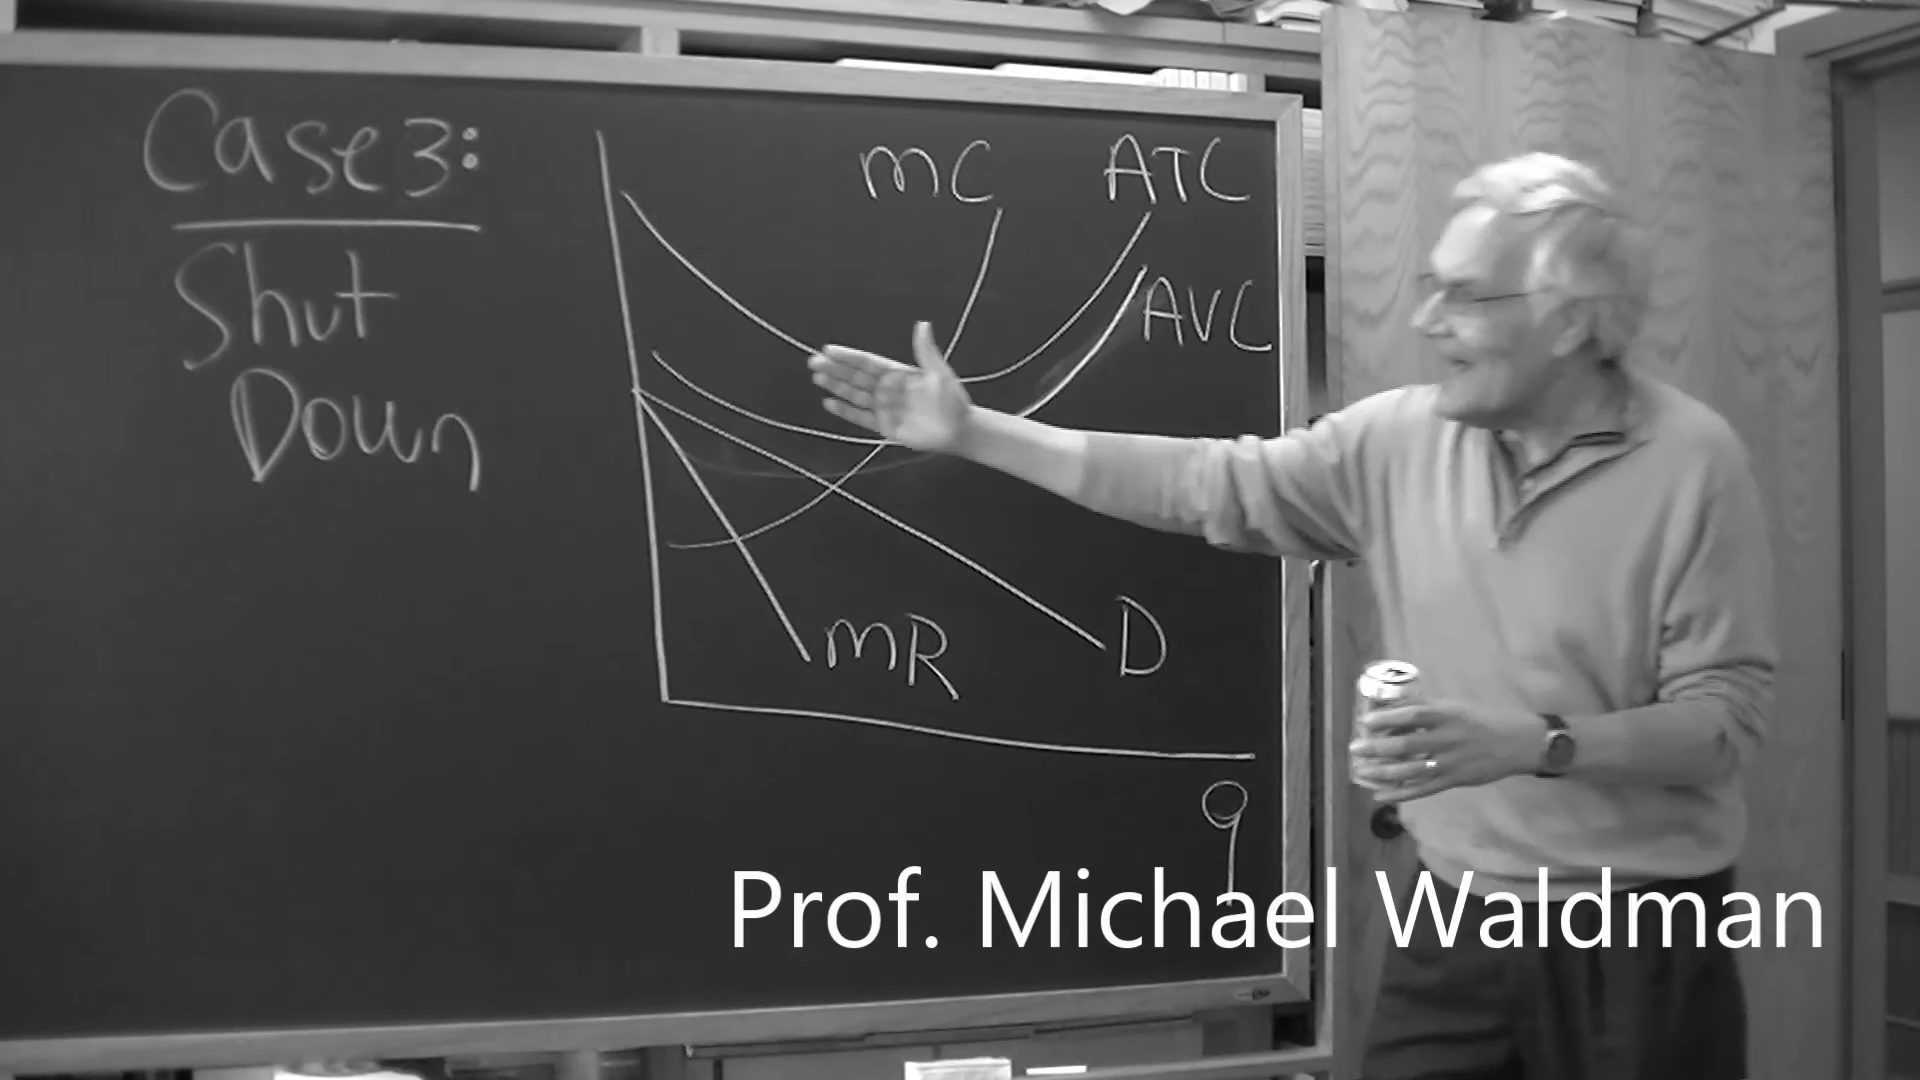 Case 3:
Shut
Down
MC
ATC
AVC
MR
D
q
Prof. Michael Waldman